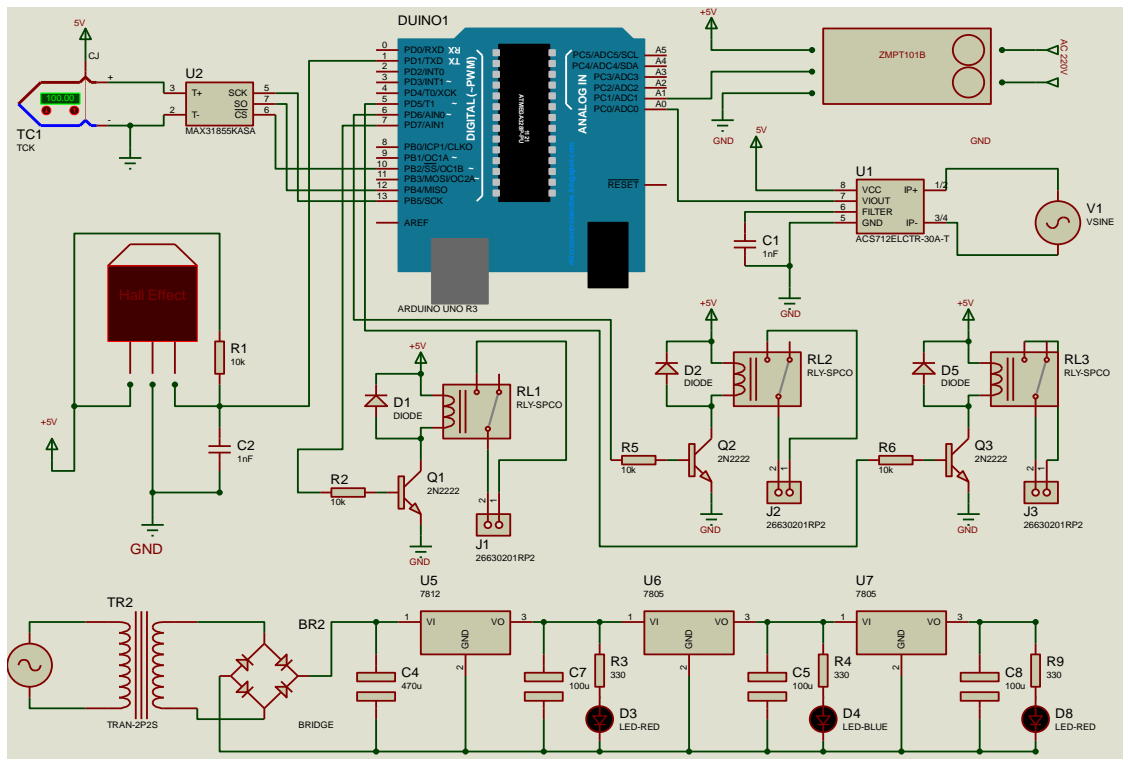 5V
CJ
+
-
100.00
TC1
TCK
U2
3 T+
2 T-
SCK 5
SO 7
CS 6
MAX31855KASA
DUINO1
0 PD0/RXD RX
1 PD1/TXD TX
2 PD2/INT0
3 PD3/INT1 ~
4 PD4/T0/XCK
5 PD5/T1 ~
6 PD6/AIN0 ~
7 PD7/AIN1
8 PB0/ICP1/CLKO
9 PB1/OC1A ~
10 PB2/SS/OC1B ~
11 PB3/MOSI/OC2A ~
12 PB4/MISO
13 PB5/SCK
AREF
DIGITAL (~PWM)
ATMEGA328P-PU
1121
ANALOG IN
PC5/ADC5/SCL A5
PC4/ADC4/SDA A4
PC3/ADC3 A3
PC2/ADC2 A2
PC1/ADC1 A1
PC0/ADC0 A0
RESET
ARDUINO UNO R3
+5V
ZMPT101B
AC 220V
GND
GND
5V
U1
8 VCC
7 VIOUT
6 FILTER
5 GND
IP+ 1/2
IP- 3/4
ACS712ELCTR-30A-T
V1
VSINE
C1
1nF
GND
Hall Effect
R1
10k
C2
1nF
+5V
GND
+5V
D1
DIODE
RL1
RLY-SPCO
R2
10k
Q1
2N2222
2
1
J1
26630201RP2
GND
+5V
D2
DIODE
RL2
RLY-SPCO
R5
10k
Q2
2N2222
2
1
J2
26630201RP2
GND
+5V
D5
DIODE
RL3
RLY-SPCO
R6
10k
Q3
2N2222
2
1
J3
26630201RP2
GND
TR2
TRAN-2P2S
BR2
BRIDGE
C4
470u
U5
7812
1 VI
VO 3
GND
2
C7
100u
R3
330
D3
LED-RED
U6
7805
1 VI
VO 3
GND
2
C5
100u
R4
330
D4
LED-BLUE
U7
7805
1 VI
VO 3
GND
2
C8
100u
R9
330
D8
LED-RED